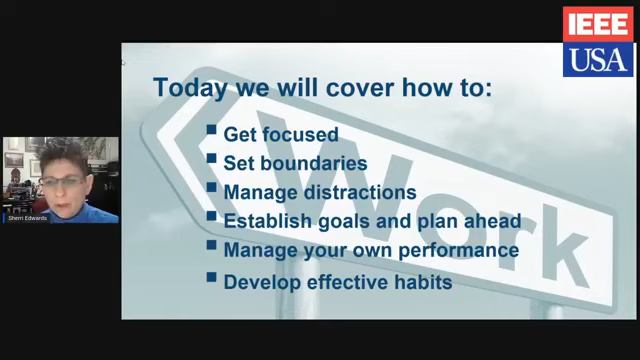 IEEE
USA
Today we will cover how to:
Get focused
Set boundaries
Manage distractions
Establish goals and plan ahead
Manage your own performance
Develop effective habits
Work
Sherri Edwards